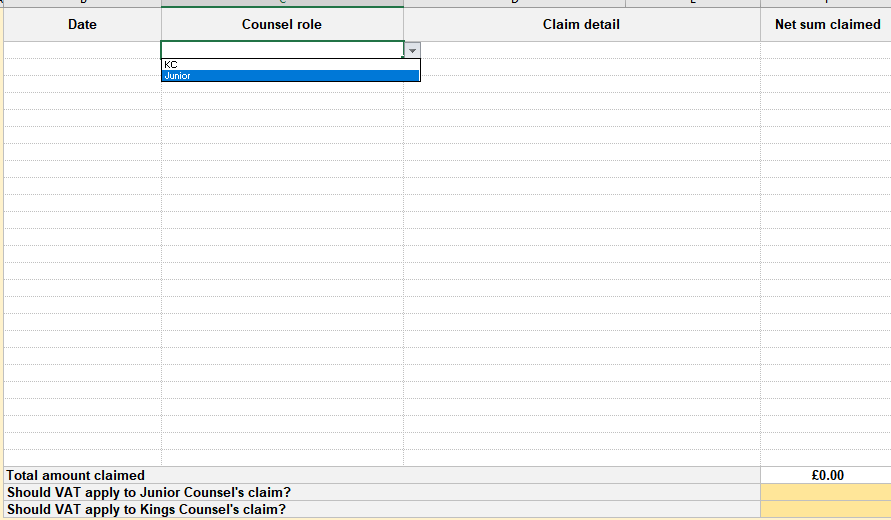 Date Counsel role Claim detail Net sum claimed
KC
Junior
Total amount claimed £0.00
Should VAT apply to Junior Counsel's claim?
Should VAT apply to Kings Counsel's claim?